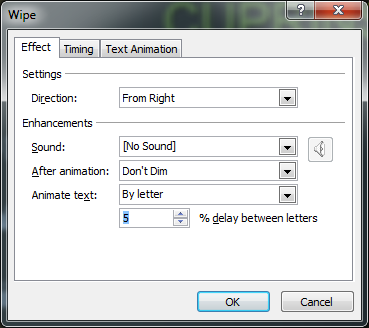 Wipe
Effect Timing Text Animation
Settings
Direction: From Right
Enhancements
Sound: [No Sound]
After animation: Don't Dim
Animate text: By letter
5 % delay between letters
OK Cancel